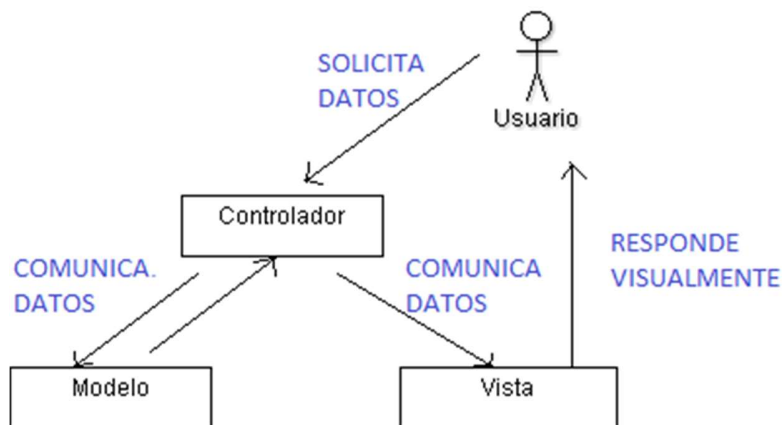 SOLICITA
DATOS
Usuario
Controlador
COMUNICA.
DATOS
COMUNICA
DATOS
RESPONDE
VISUALMENTE
Modelo
Vista